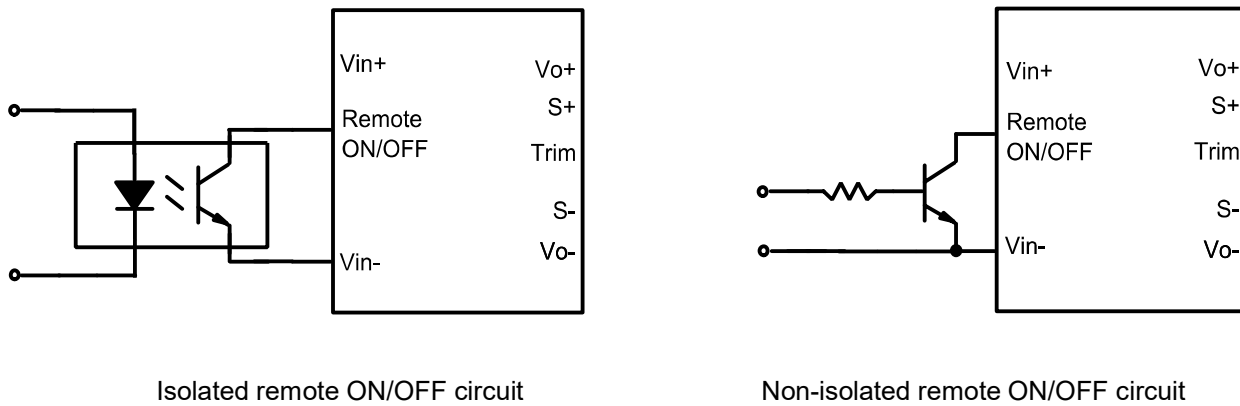 Vin+
Vo+
S+
Remote
ON/OFF
Trim
S-
Vin-
Vo-
Vin+
Vo+
S+
Remote
ON/OFF
Trim
S-
Vin-
Vo-
Isolated remote ON/OFF circuit
Non-isolated remote ON/OFF circuit